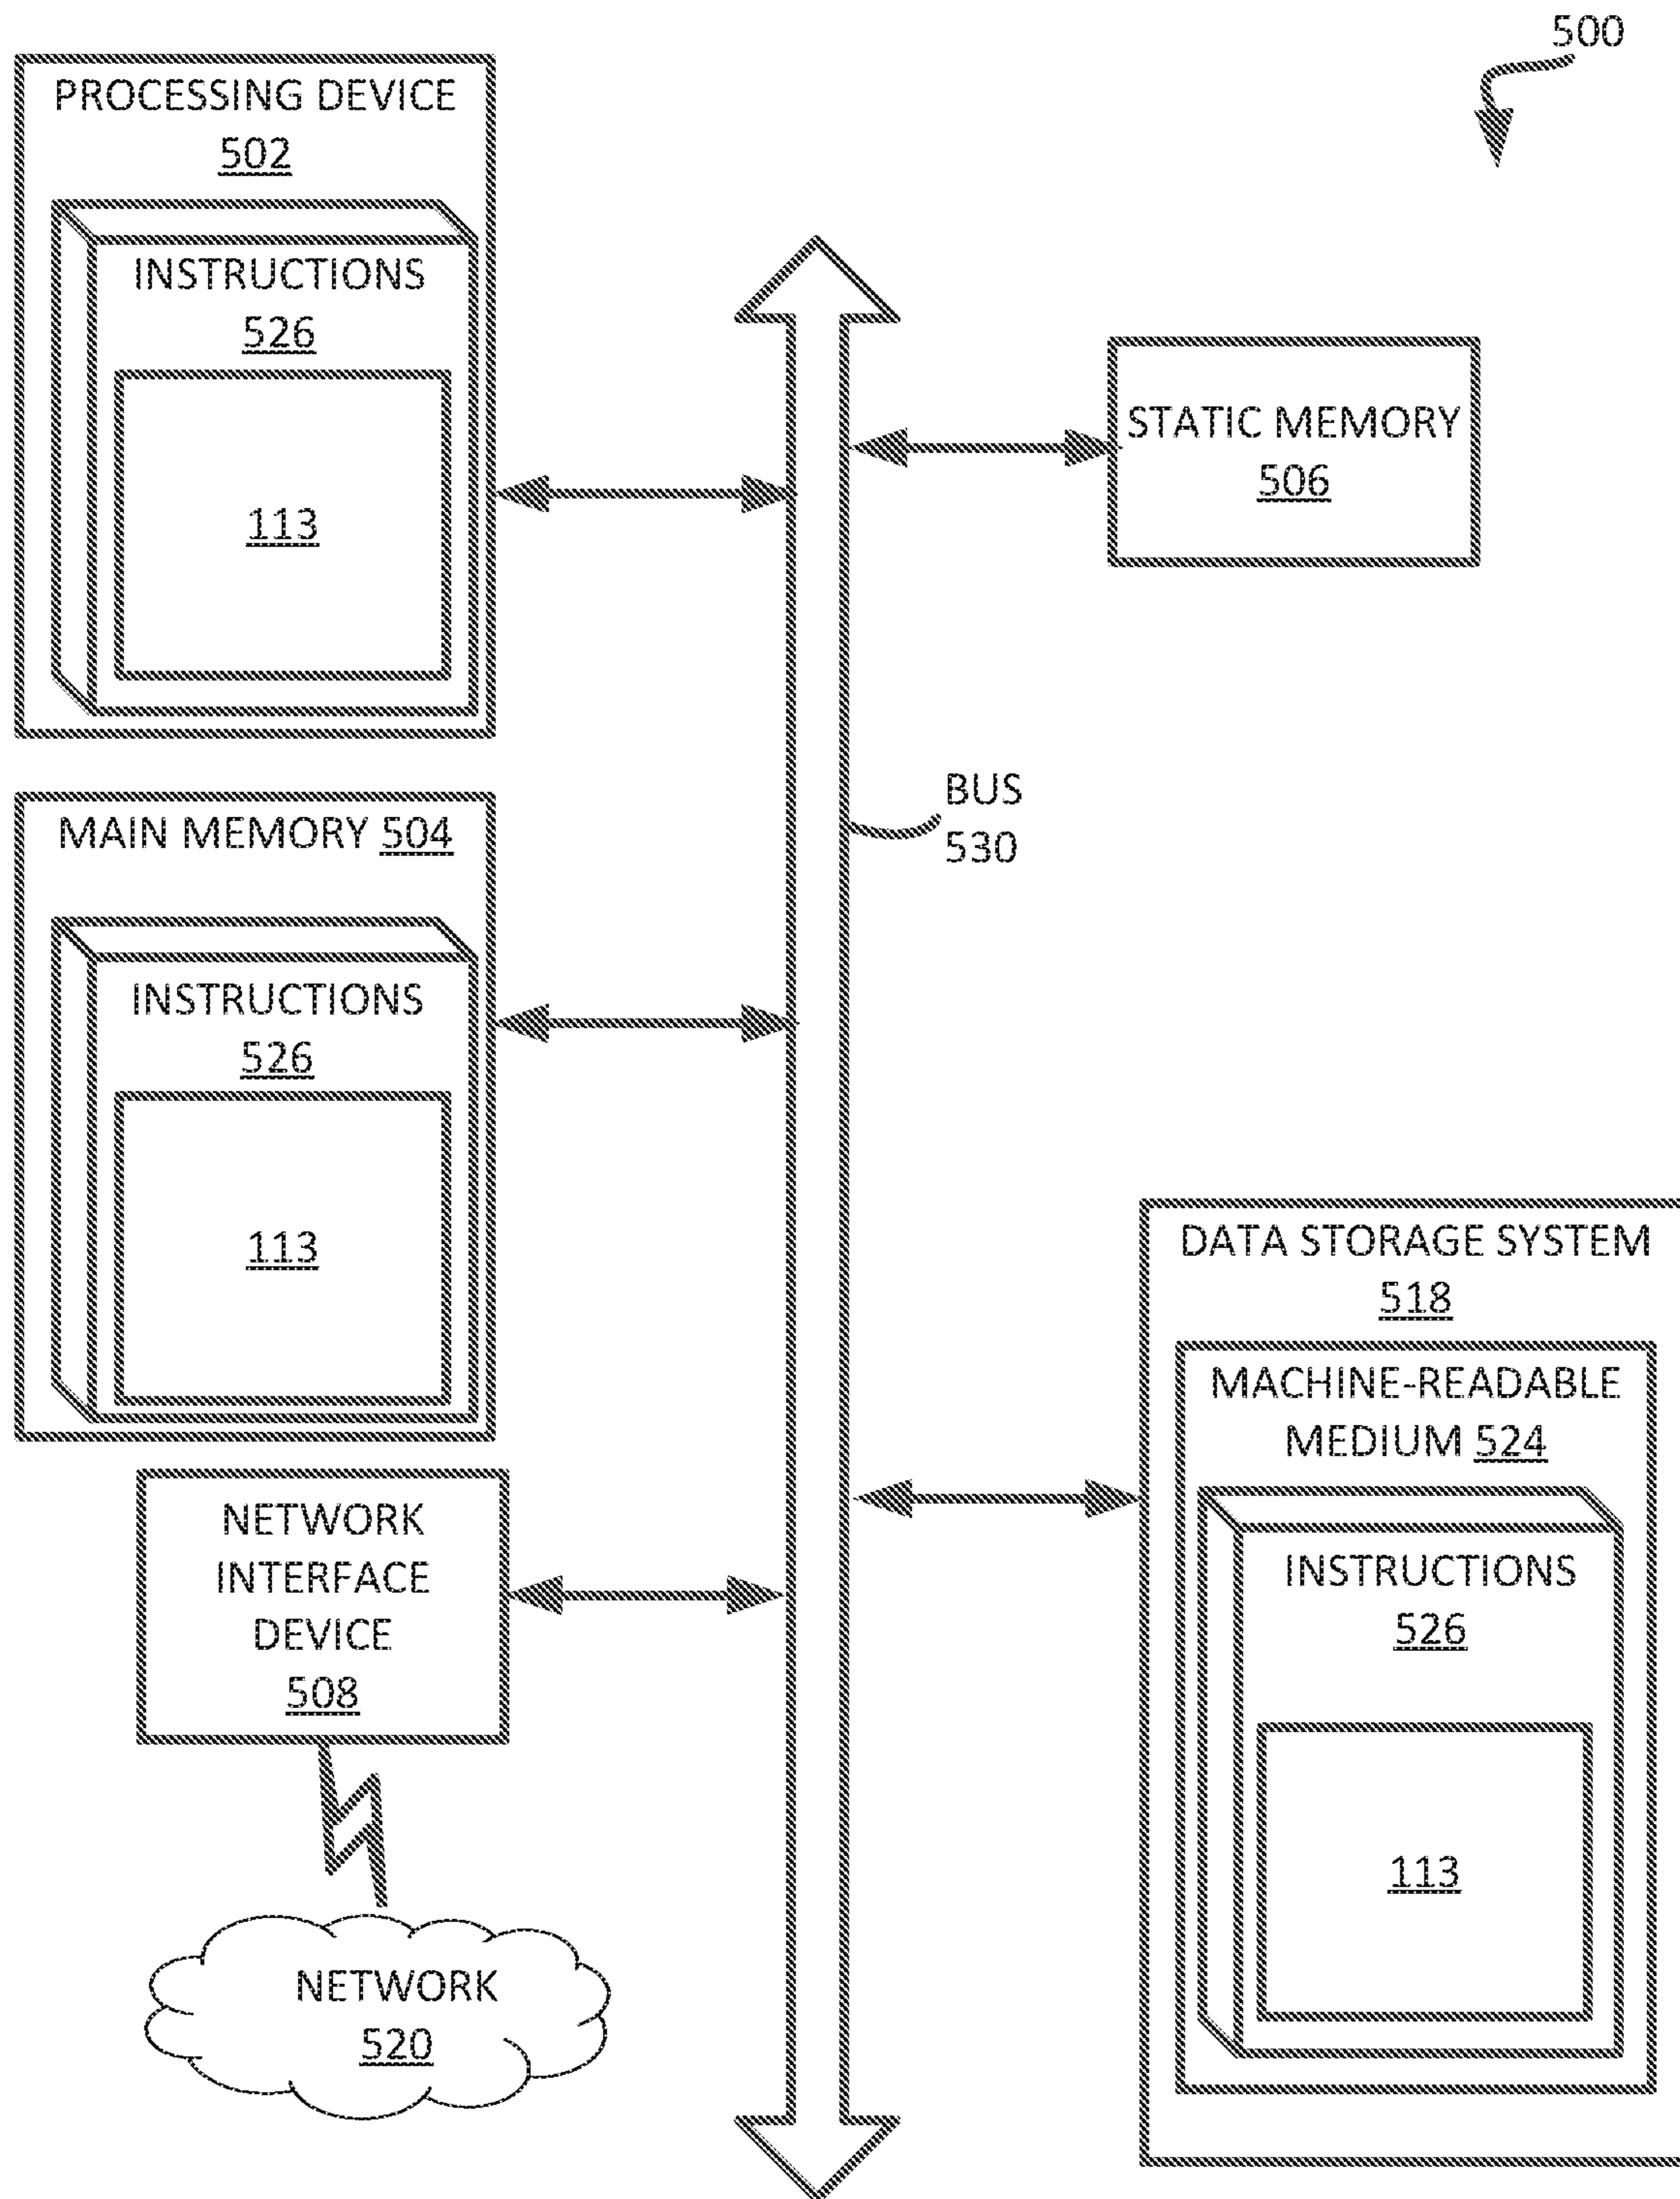 500
PROCESSING DEVICE
502
INSTRUCTIONS
526
113
STATIC MEMORY
506
BUS
530
MAIN MEMORY 504
INSTRUCTIONS
526
113
DATA STORAGE SYSTEM
518
MACHINE-READABLE
MEDIUM 524
INSTRUCTIONS
526
113
NETWORK
INTERFACE
DEVICE
508
NETWORK
520